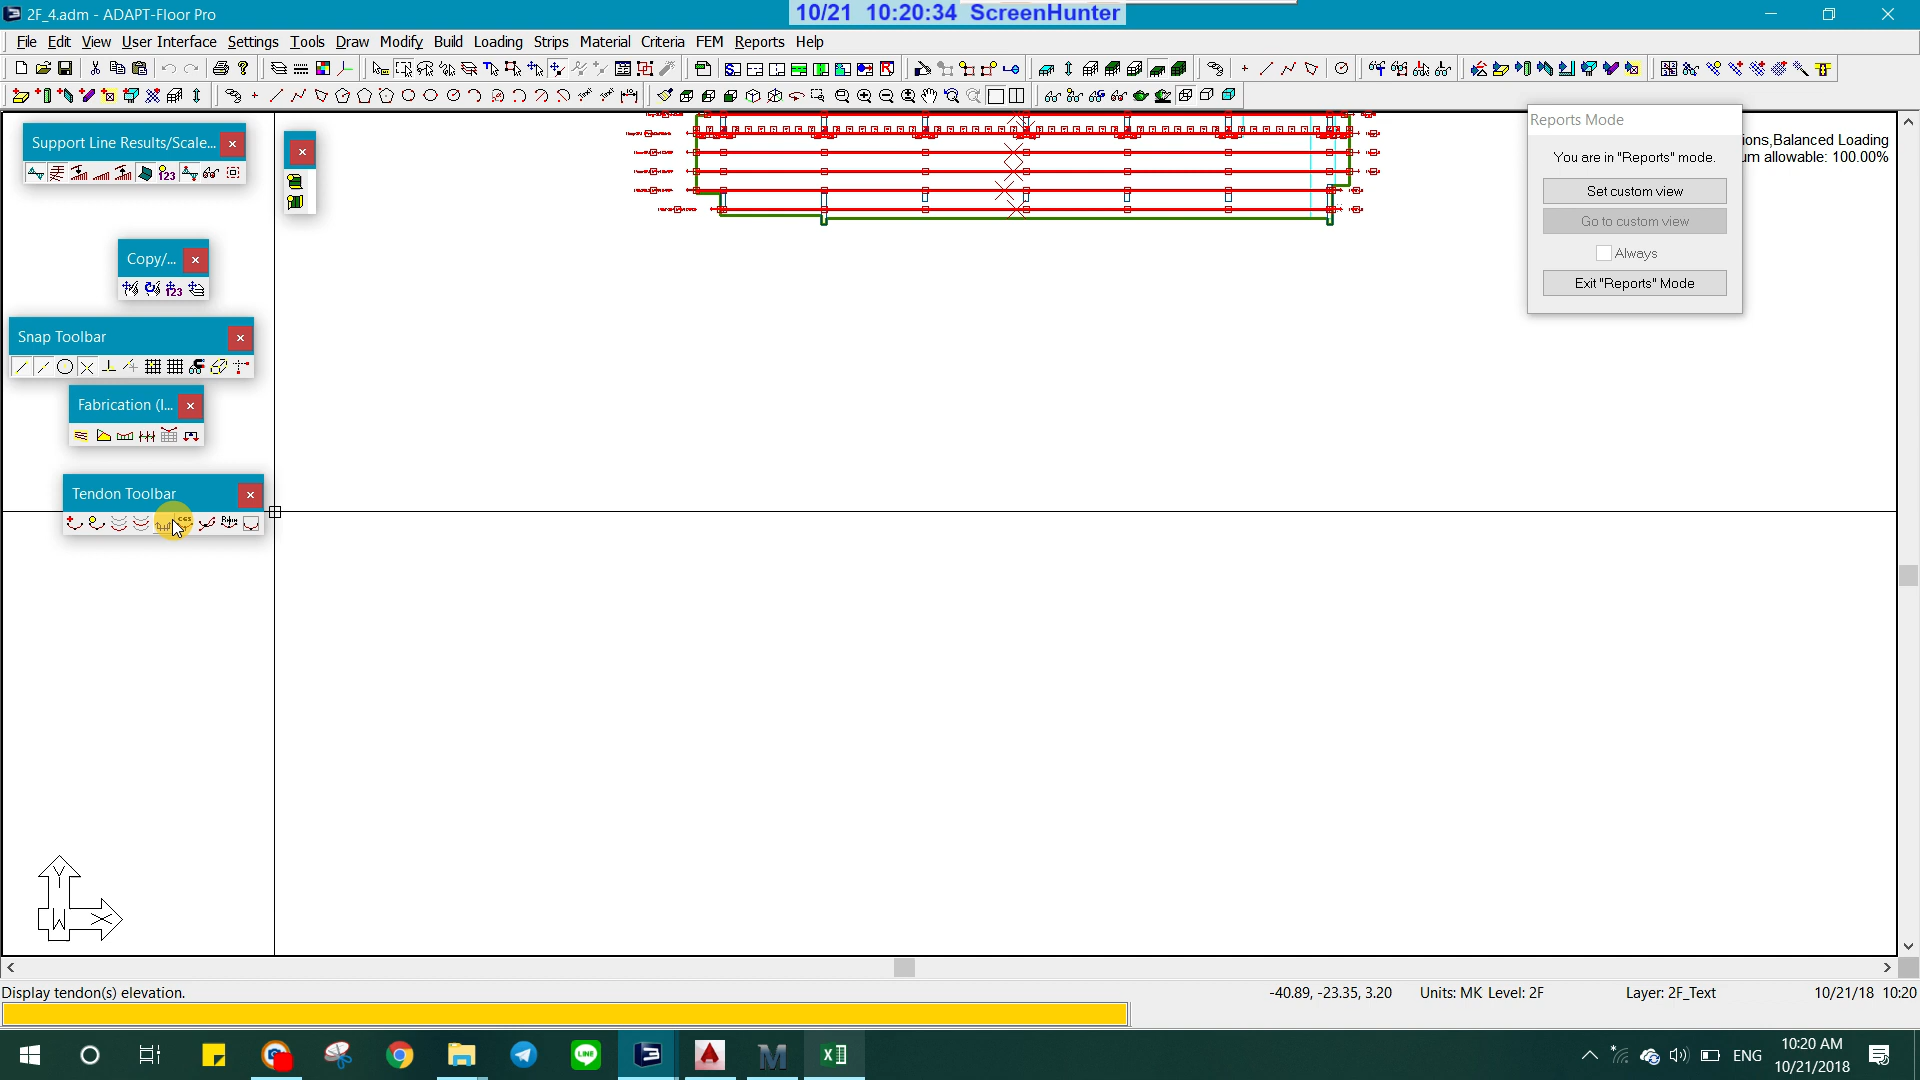 2F_4.adm - ADAPT-Floor Pro
10/21 10:20:34 ScreenHunter
File Edit View User Interface Settings Tools Draw Modify Build Loading Strips Material Criteria FEM Reports Help
Support Line Results/Scale...
Reports Mode
ions,Balanced Loading
You are in "Reports" mode.
um allowable: 100.00%
Set custom view
Go to custom view
Always
Exit "Reports" Mode
Copy/...
Snap Toolbar
Fabrication (I...
Tendon Toolbar
CGS
123
123
Y
W X
Display tendon(s) elevation.
-40.89, -23.35, 3.20 Units: MK Level: 2F Layer: 2F_Text 10/21/18 10:20
LINE
ENG
10:20 AM
10/21/2018